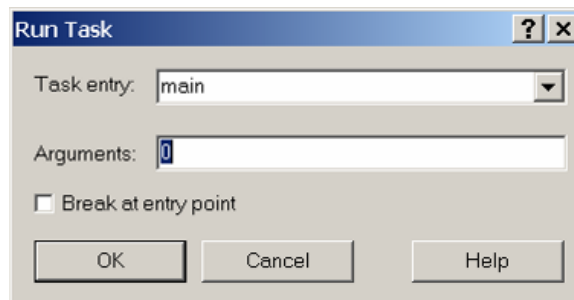 Run Task ? ×
Task entry: main
Arguments: 0
Break at entry point
OK Cancel Help